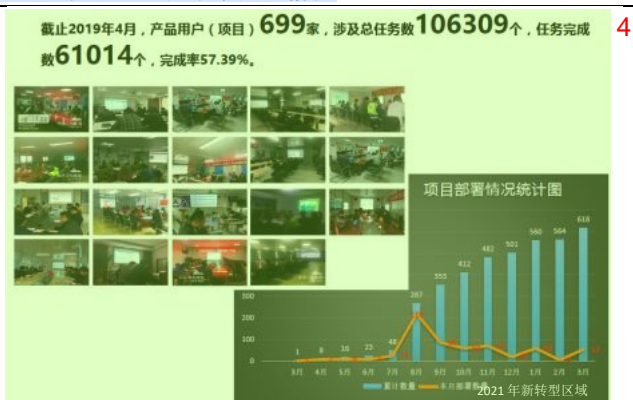 截止2019年4月，产品用户（项目）699家，涉及总任务数106309个，任务完成
数61014个，完成率57.39%。
4
项目部署情况统计图
618
560 564
482 501
412
355
267
300
200
100
0
1 8 16 23 48
3月 4月 5月 6月 7月 8月 9月 10月 11月 12月 1月 2月 3月
累计数量 本月部署数量
2021 年新转型区域